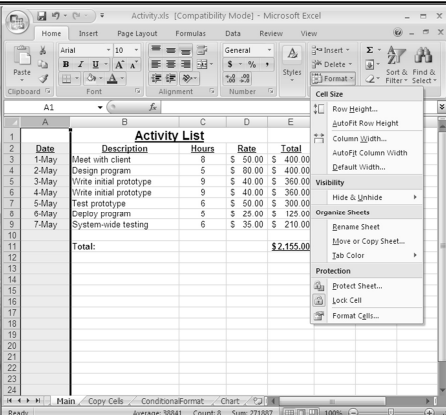 Activity.xls [Compatibility Mode] - Microsoft Excel
Home Insert Page Layout Formulas Data Review View
Paste
Arial 10
B I U
General
$ % ,
Styles
Insert
Delete
Format
Sort & Filter
Find & Select
Clipboard Font Alignment Number
A1 fx
Cell Size
Row Height...
AutoFit Row Height
Column Width...
AutoFit Column Width
Default Width...
Visibility
Hide & Unhide
Organize Sheets
Rename Sheet
Move or Copy Sheet...
Tab Color
Protection
Protect Sheet...
Lock Cell
Format Cells...
A B C D E
1 Activity List
2 Date Description Hours Rate Total
3 1-May Meet with client 8 $ 50.00 $ 400.00
4 2-May Design program 5 $ 80.00 $ 400.00
5 3-May Write initial prototype 9 $ 40.00 $ 360.00
6 4-May Write initial prototype 9 $ 40.00 $ 360.00
7 5-May Test prototype 6 $ 50.00 $ 300.00
8 6-May Deploy program 5 $ 25.00 $ 125.00
9 7-May System-wide testing 6 $ 35.00 $ 210.00
10
11 Total: $2,155.00
12
13
14
15
16
17
18
19
20
21
22
23
24
Main Copy Cells ConditionalFormat Chart
Ready Average: 38841 Count: 8 Sum: 271887 100%